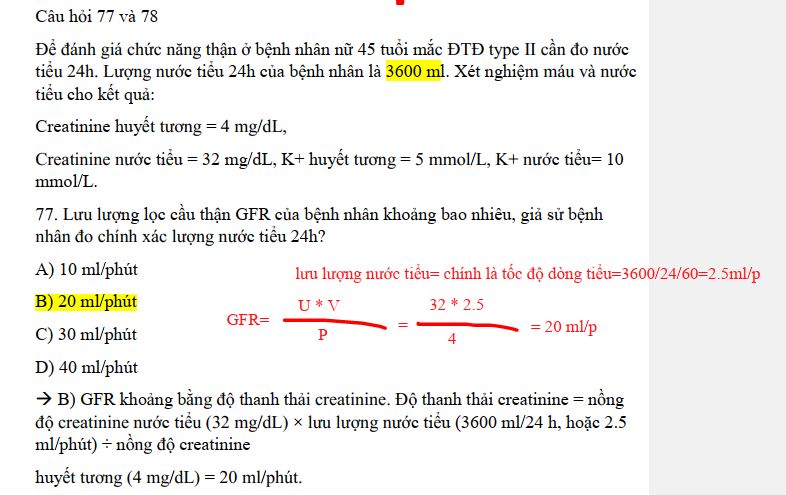 Câu hỏi 77 và 78
Để đánh giá chức năng thận ở bệnh nhân nữ 45 tuổi mắc ĐTĐ type II cần đo nước
tiểu 24h. Lượng nước tiểu 24h của bệnh nhân là 3600 ml. Xét nghiệm máu và nước
tiểu cho kết quả:
Creatinine huyết tương = 4 mg/dL,
Creatinine nước tiểu = 32 mg/dL, K+ huyết tương = 5 mmol/L, K+ nước tiểu= 10
mmol/L.
77. Lưu lượng lọc cầu thận GFR của bệnh nhân khoảng bao nhiêu, giả sử bệnh
nhân đo chính xác lượng nước tiểu 24h?
A) 10 ml/phút
lưu lượng nước tiểu= chính là tốc độ dòng tiểu=3600/24/60=2.5ml/p
B) 20 ml/phút
U * V
32 * 2.5
GFR=
=
= 20 ml/p
P
4
C) 30 ml/phút
D) 40 ml/phút
→ B) GFR khoảng bằng độ thanh thải creatinine. Độ thanh thải creatinine = nồng
độ creatinine nước tiểu (32 mg/dL) × lưu lượng nước tiểu (3600 ml/24 h, hoặc 2.5
ml/phút) ÷ nồng độ creatinine
huyết tương (4 mg/dL) = 20 ml/phút.